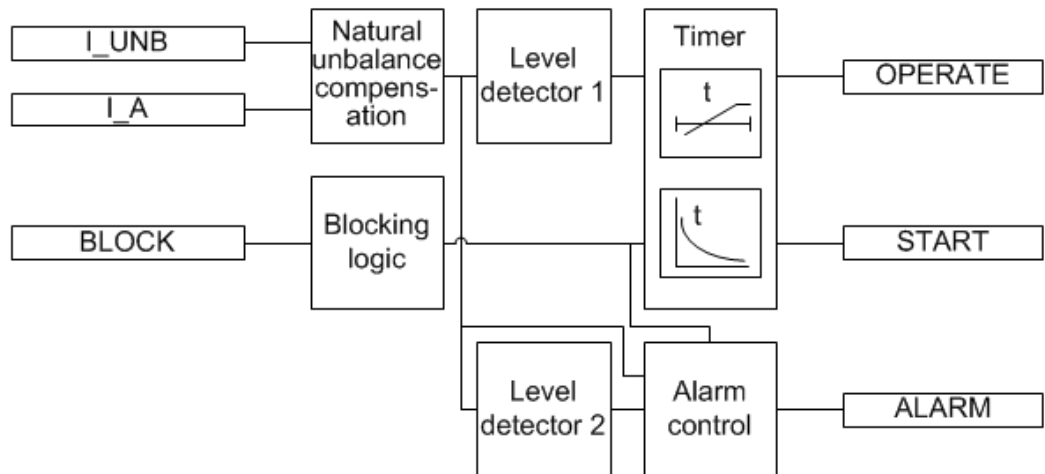 I_UNB
I_A
Natural
unbalance
compens-
ation
Level
detector 1
Timer
t
t
OPERATE
BLOCK
Blocking
logic
START
Level
detector 2
Alarm
control
ALARM